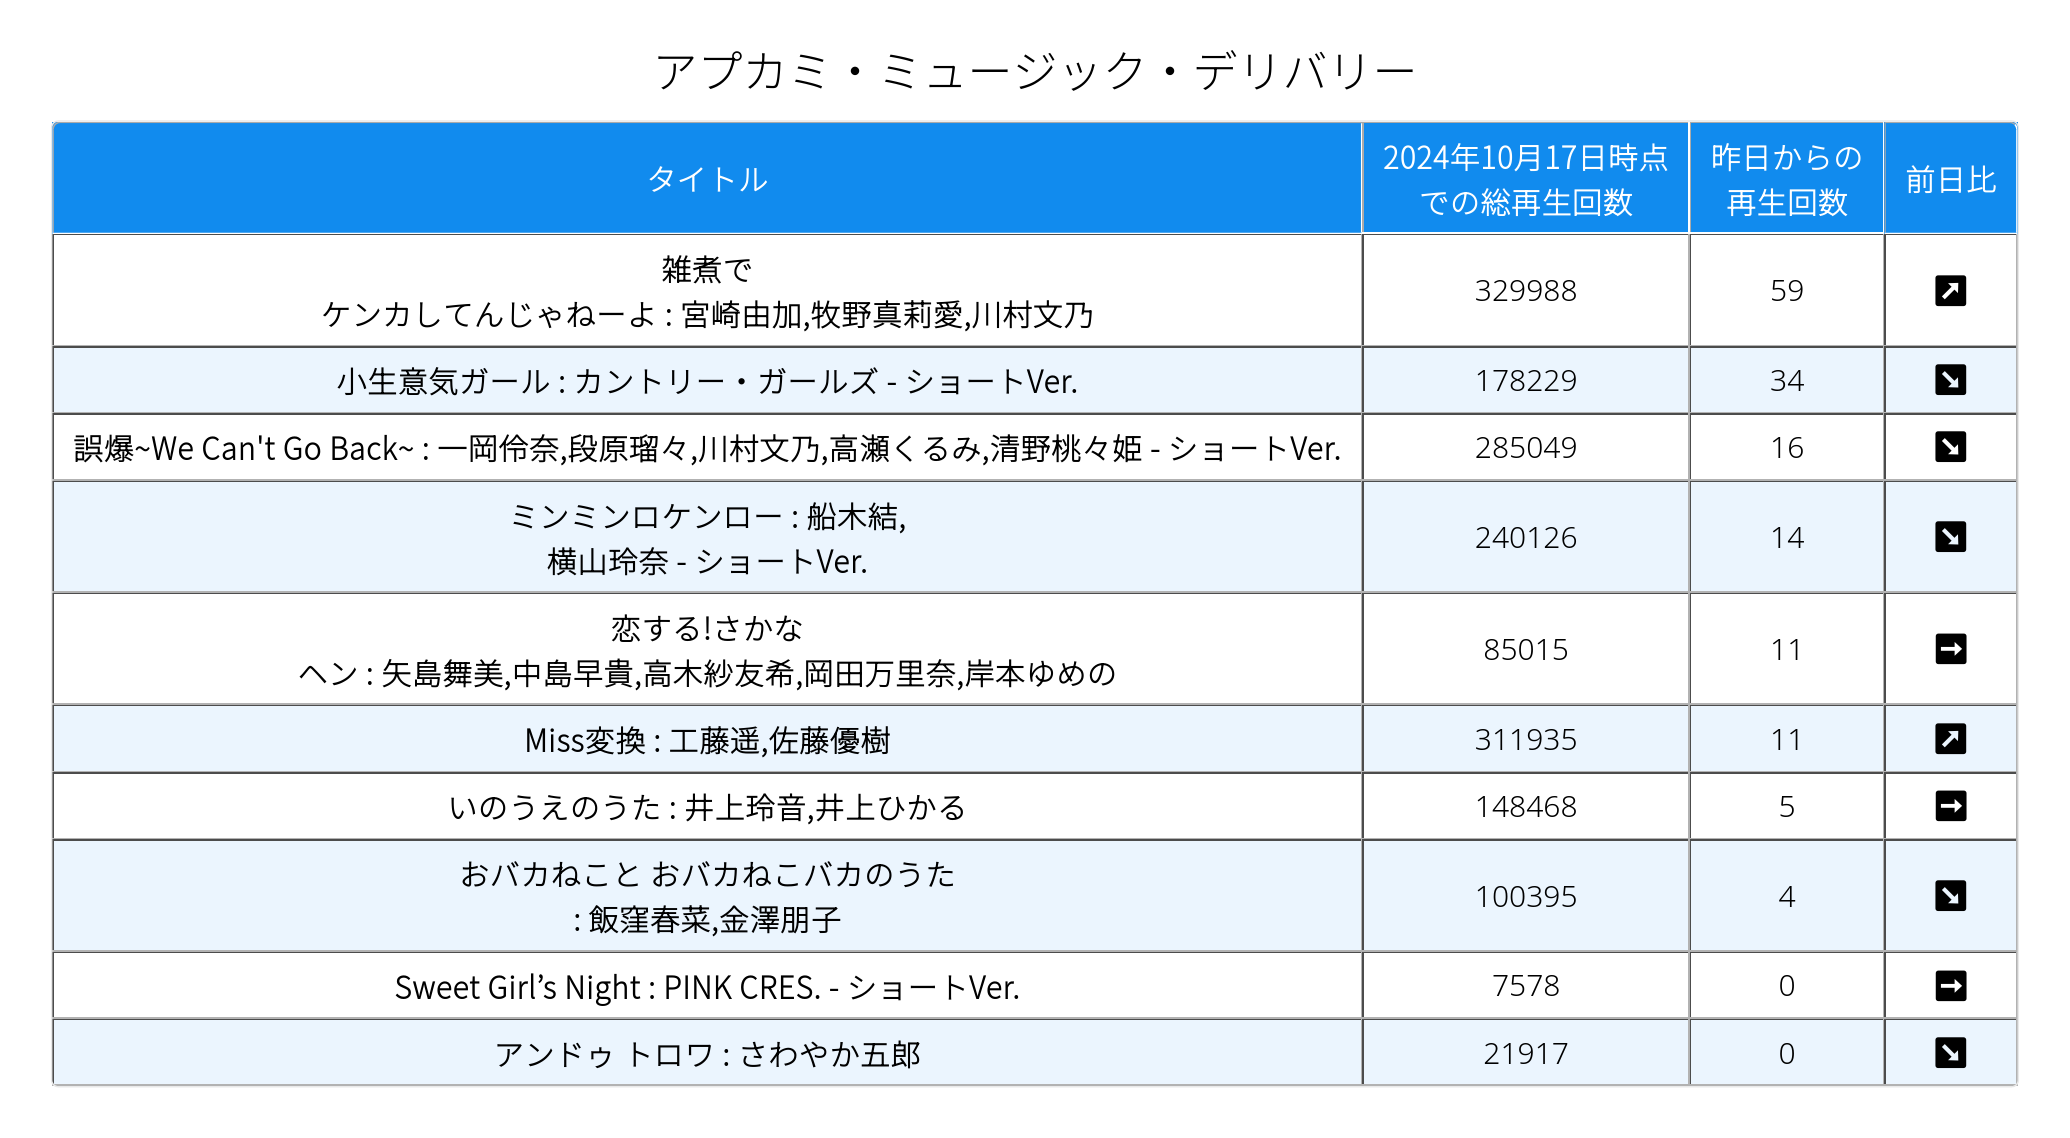 アプカミ・ミュージック・デリバリー
タイトル
2024年10月17日時点
での総再生回数
昨日からの
再生回数
前日比
雑煮で
ケンカしてんじゃねーよ : 宮崎由加,牧野真莉愛,川村文乃
329988
59
小生意気ガール : カントリー・ガールズ - ショートVer.
178229
34
誤爆~We Can't Go Back~ : 一岡伶奈,段原瑠々,川村文乃,高瀬くるみ,清野桃々姫 - ショートVer.
285049
16
ミンミンロケンロー : 船木結,
横山玲奈 - ショートVer.
240126
14
恋する!さかな
ヘン : 矢島舞美,中島早貴,高木紗友希,岡田万里奈,岸本ゆめの
85015
11
Miss変換 : 工藤遥,佐藤優樹
311935
11
いのうえのうた : 井上玲音,井上ひかる
148468
5
おバカねこと おバカねこバカのうた
: 飯窪春菜,金澤朋子
100395
4
Sweet Girl’s Night : PINK CRES. - ショートVer.
7578
0
アンドゥ トロワ : さわやか五郎
21917
0